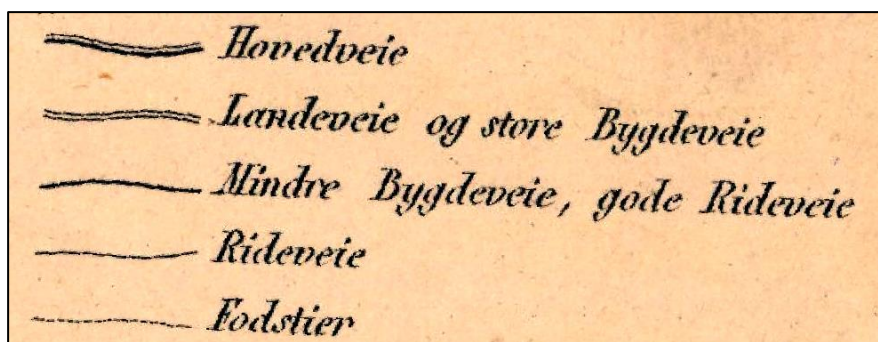 Hovedveie
Landeveie og store Bygdeveie
Mindre Bygdeveie, gode Rideveie
Rideveie
Fodstier